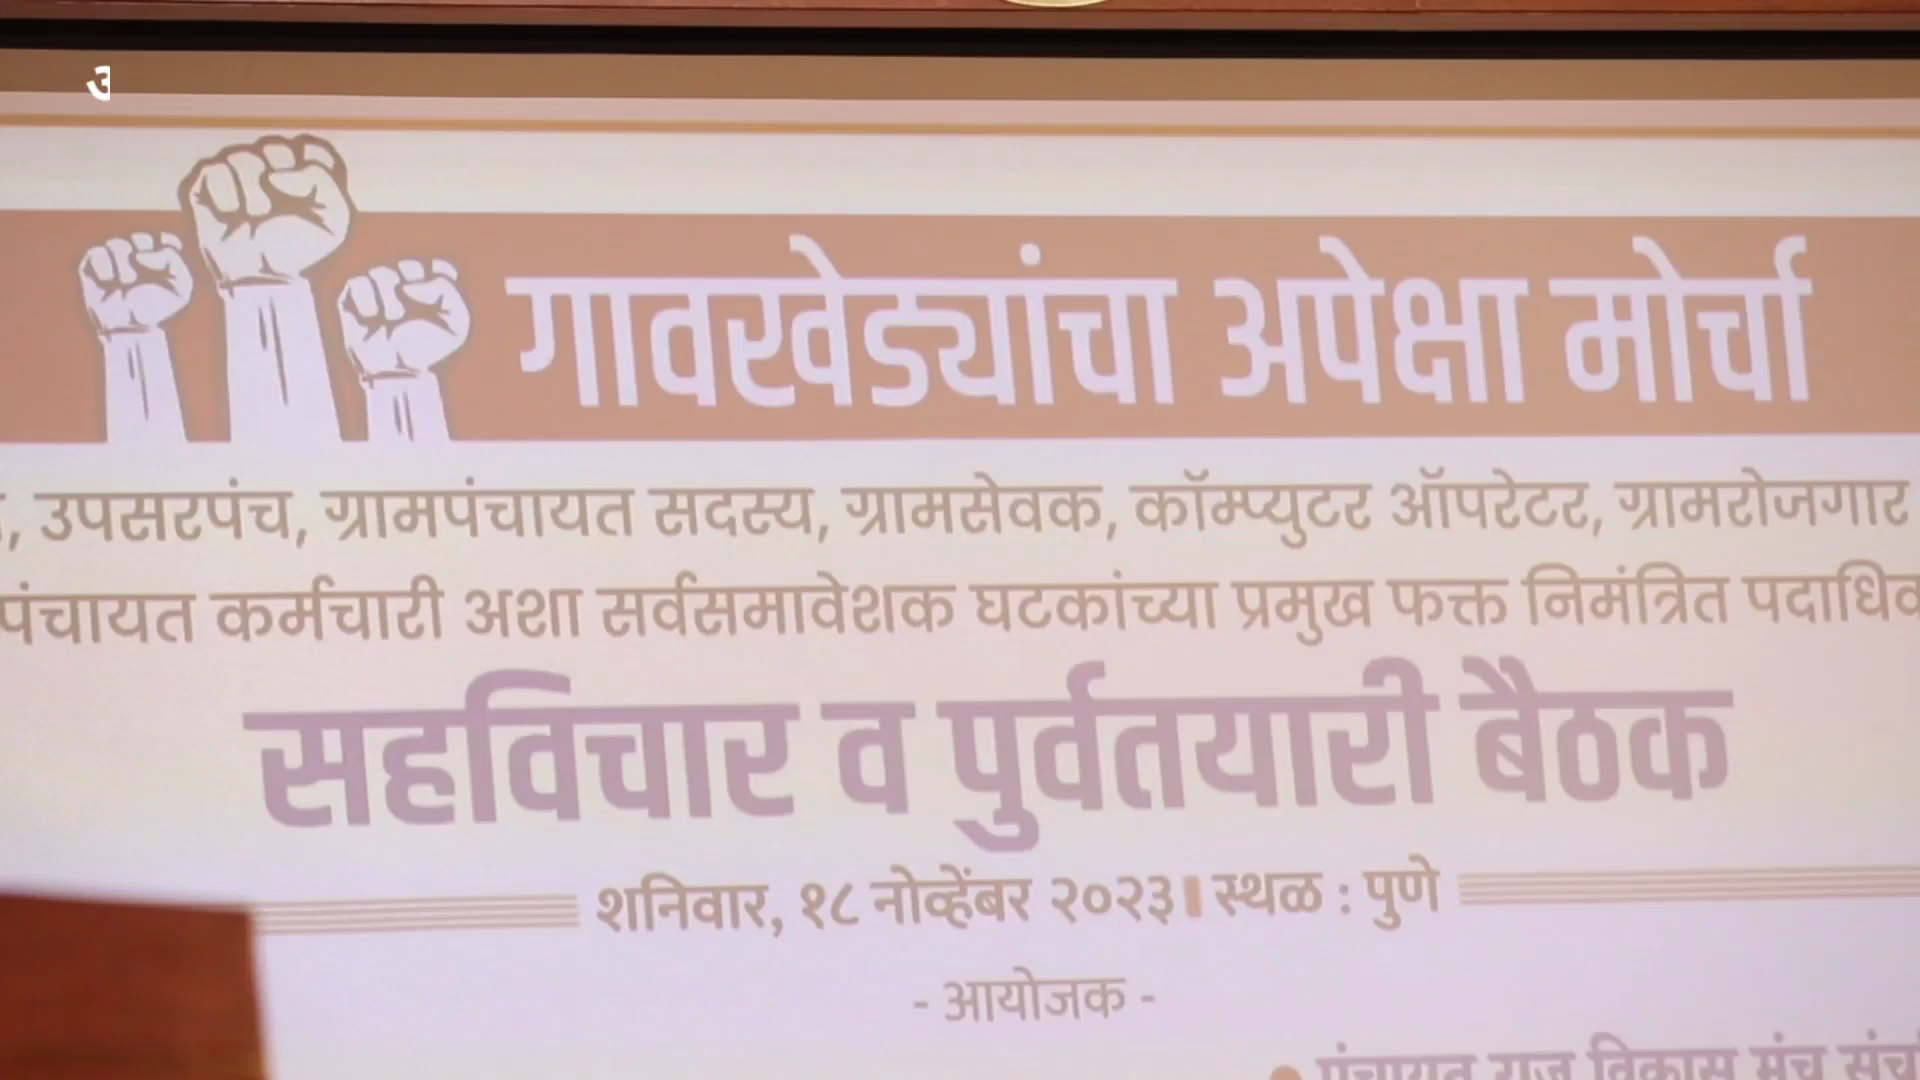 गावखेड्यांचा अपेक्षा मोर्चा
, उपसरपंच, ग्रामपंचायत सदस्य, ग्रामसेवक, कॉम्प्युटर ऑपरेटर, ग्रामरोजगार
पंचायत कर्मचारी अशा सर्वसमावेशक घटकांच्या प्रमुख फक्त निमंत्रित
सहविचार व पुर्वतयारी बैठक
शनिवार, १८ नोव्हेंबर २०२३ स्थळ : पुणे
- आयोजक -
पंचायत राज विकास मंच